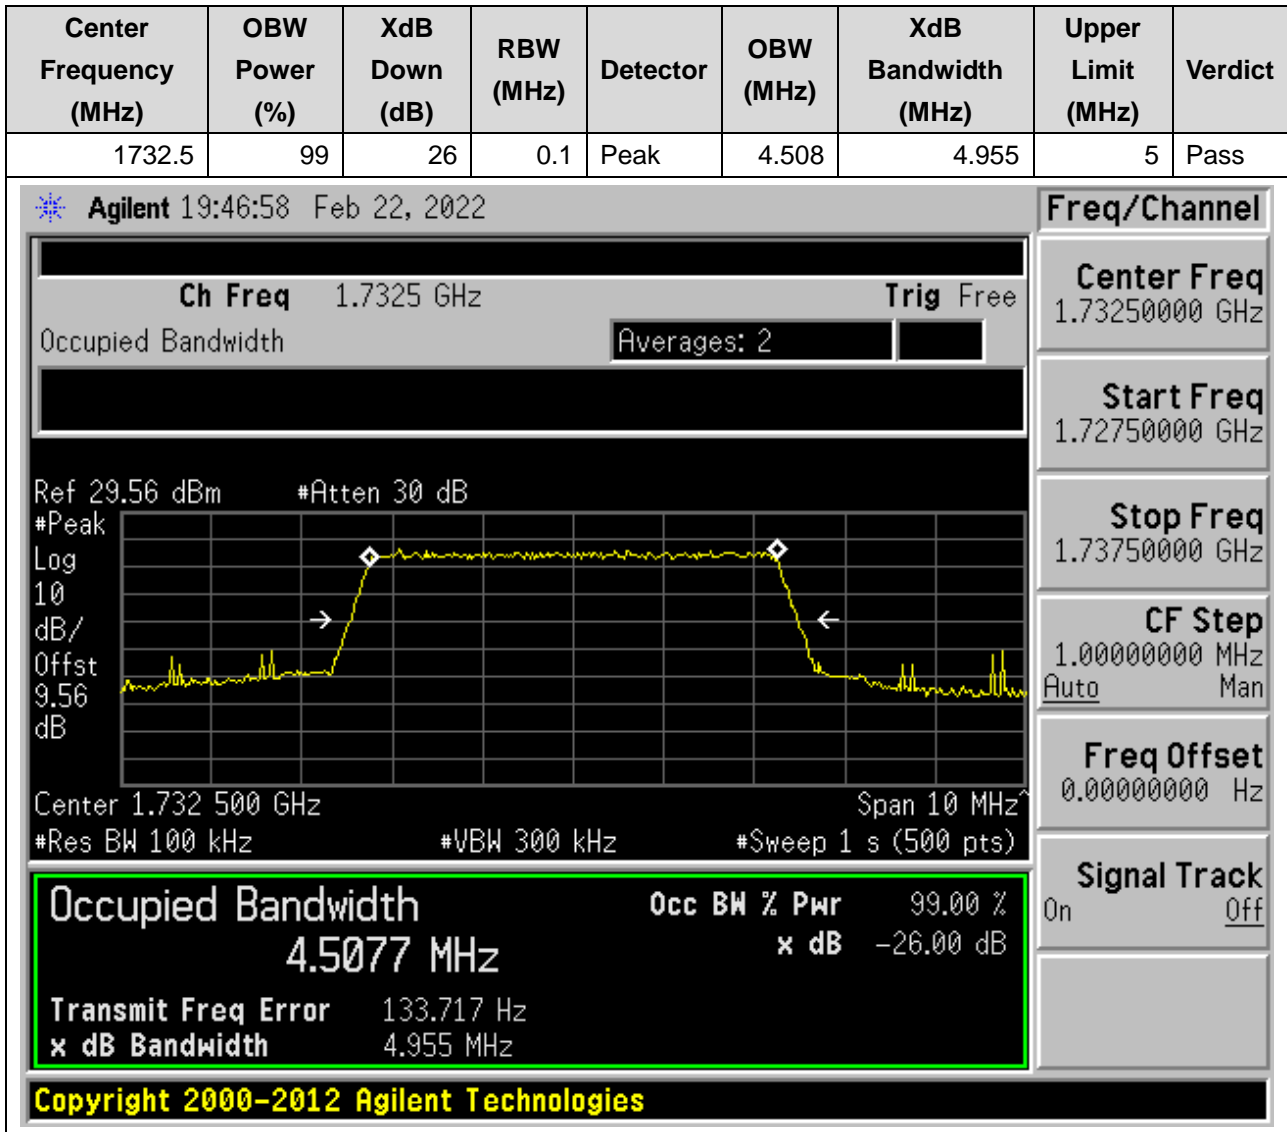 Center Frequency (MHz) OBW Power (%) XdB Down (dB) RBW (MHz) Detector OBW (MHz) XdB Bandwidth (MHz) Upper Limit (MHz) Verdict
1732.5 99 26 0.1 Peak 4.508 4.955 5 Pass
Agilent 19:46:58 Feb 22, 2022
Freq/Channel
Ch Freq 1.7325 GHz Trig Free
Occupied Bandwidth Averages: 2
Center Freq
1.73250000 GHz
Start Freq
1.72750000 GHz
Stop Freq
1.73750000 GHz
CF Step
1.00000000 MHz
Auto Man
Freq Offset
0.00000000 Hz
Signal Track
On Off
Ref 29.56 dBm #Atten 30 dB
#Peak
Log
10
dB/
Offst
9.56
dB
Center 1.732 500 GHz Span 10 MHz^
#Res BW 100 kHz #VBW 300 kHz #Sweep 1 s (500 pts)
Occupied Bandwidth Occ BW % Pwr 99.00 %
4.5077 MHz x dB -26.00 dB
Transmit Freq Error 133.717 Hz
x dB Bandwidth 4.955 MHz
Copyright 2000-2012 Agilent Technologies